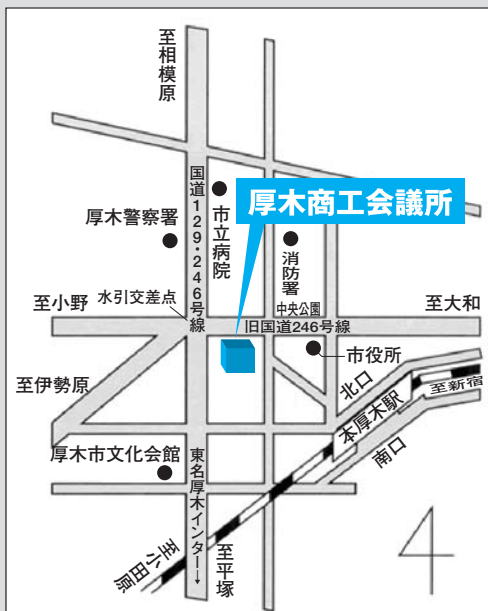 至相模原
国道129・246号線
市立病院
厚木商工会議所
厚木警察署
消防署
中央公園
至小野
水引交差点
旧国道246号線
至大和
市役所
至伊勢原
北口
本厚木駅
至新宿
南口
厚木市文化会館
東名厚木インター→
至小田原
至平塚